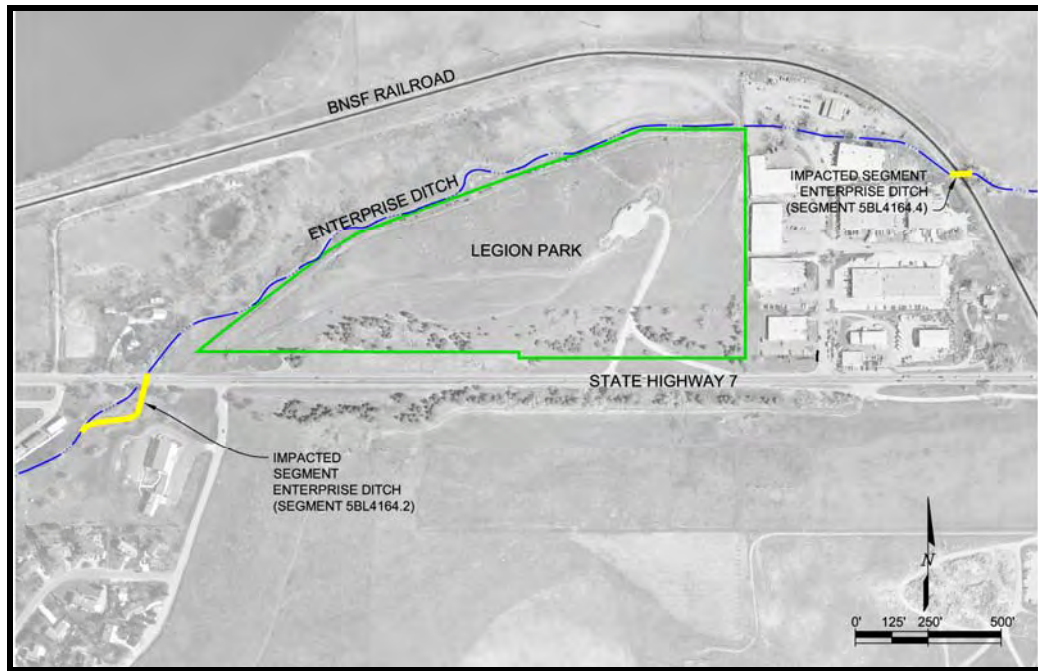 BNSF RAILROAD
ENTERPRISE DITCH
LEGION PARK
IMPACTED SEGMENT
ENTERPRISE DITCH
(SEGMENT 5BL4164.4)
STATE HIGHWAY 7
IMPACTED
SEGMENT
ENTERPRISE DITCH
(SEGMENT 5BL4164.2)
N
0' 125' 250' 500'